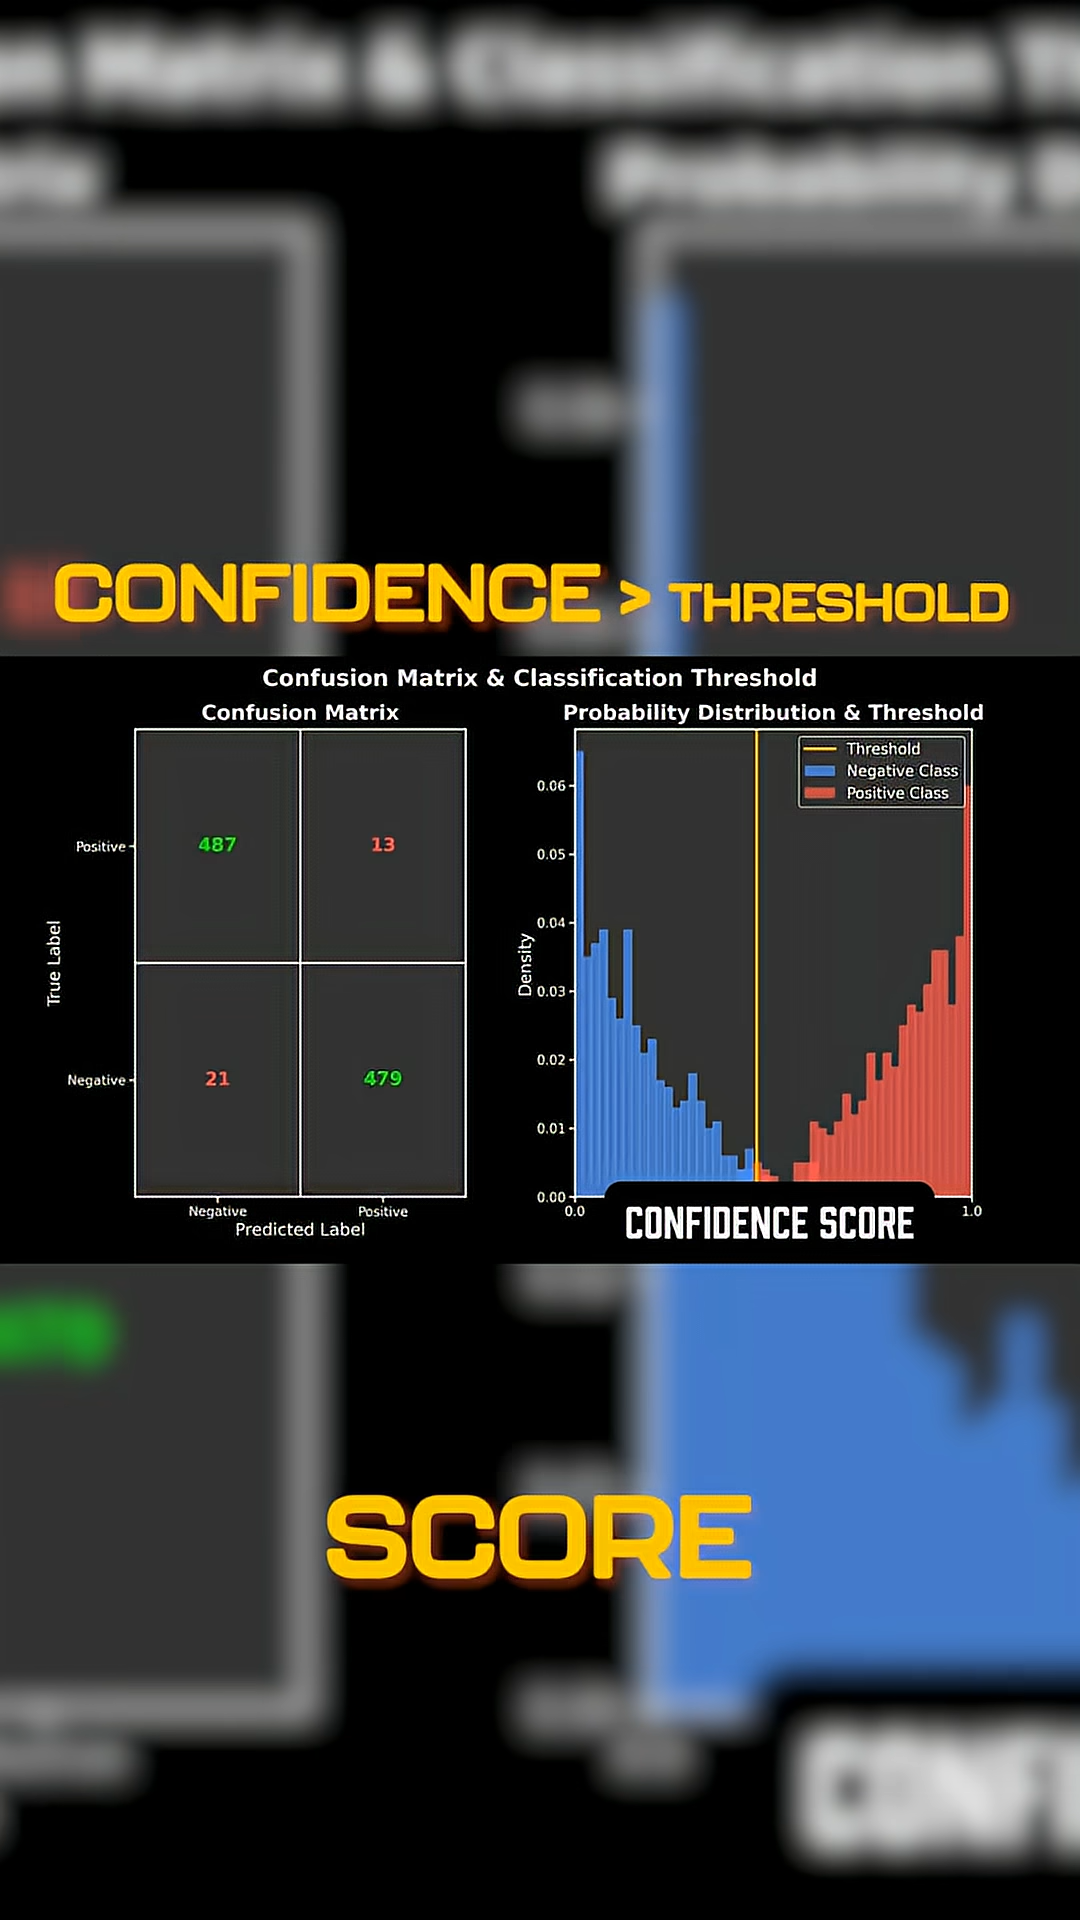 CONFIDENCE > THRESHOLD
Confusion Matrix & Classification Threshold
Confusion Matrix
Probability Distribution & Threshold
True Label
Positive
Negative
487
13
21
479
Negative
Positive
Predicted Label
Density
0.06
0.05
0.04
0.03
0.02
0.01
0.00
Threshold
Negative Class
Positive Class
0.0
1.0
CONFIDENCE SCORE
SCORE